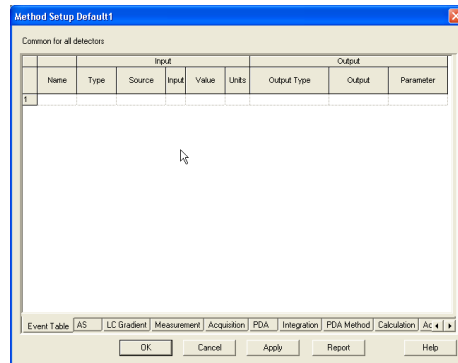 Method Setup Default1
Common for all detectors
Input Output
Name Type Source Input Value Units Output Type Output Parameter
1
Event Table AS LC Gradient Measurement Acquisition PDA Integration PDA Method Calculation
OK Cancel Apply Report Help